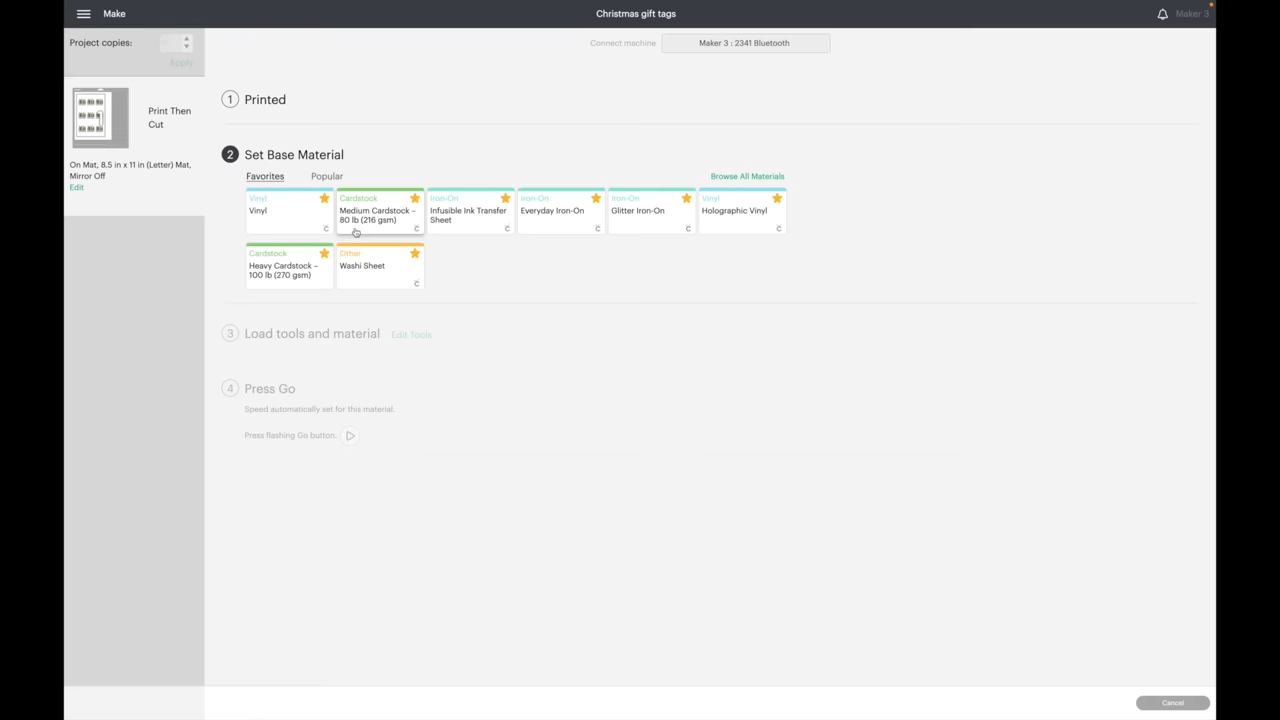 Make
Christmas gift tags
Maker 3
Project copies:
Apply
Connect machine
Maker 3 : 2341 Bluetooth
Print Then
Cut
On Mat, 8.5 in x 11 in (Letter) Mat,
Mirror Off
Edit
1 Printed
2 Set Base Material
Favorites
Popular
Browse All Materials
Vinyl
Vinyl
Cardstock
Medium Cardstock –
80 lb (216 gsm)
Iron-On
Infusible Ink Transfer
Sheet
Iron-On
Everyday Iron-On
Iron-On
Glitter Iron-On
Vinyl
Holographic Vinyl
Cardstock
Heavy Cardstock –
100 lb (270 gsm)
Other
Washi Sheet
3 Load tools and material Edit Tools
4 Press Go
Speed automatically set for this material.
Press flashing Go button.
Cancel